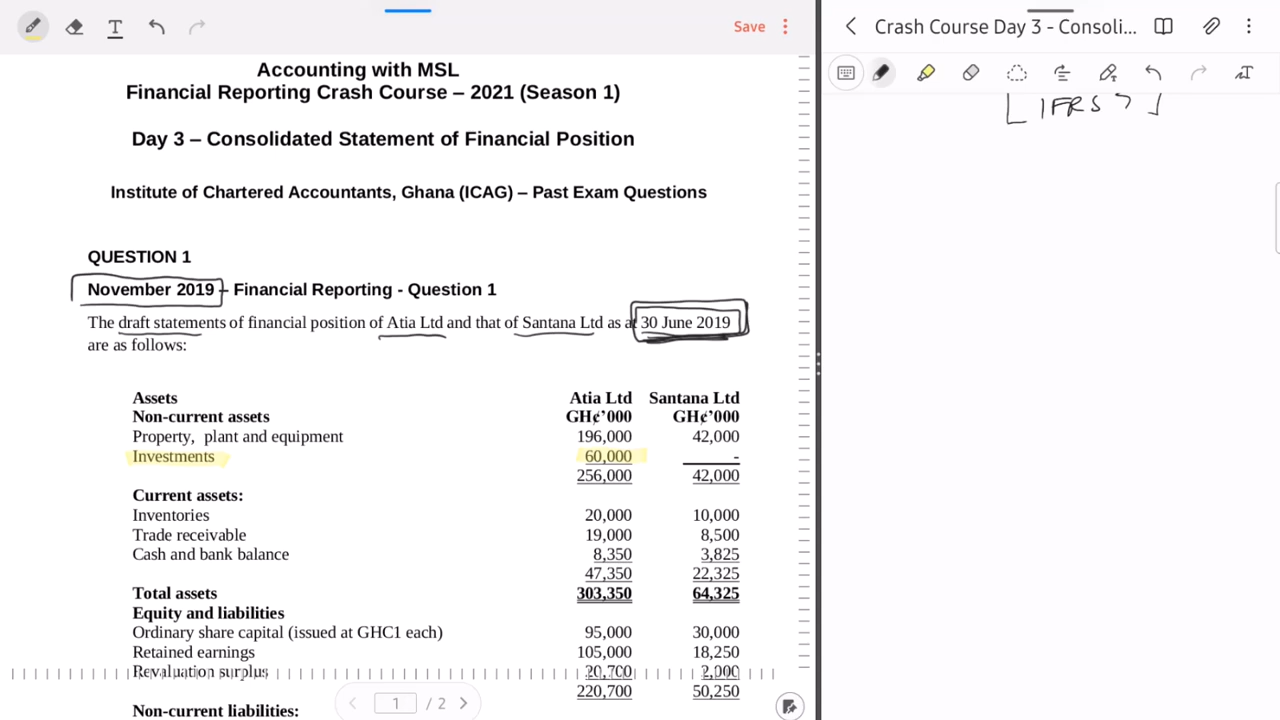 Save
Crash Course Day 3 - Consoli...
Accounting with MSL
Financial Reporting Crash Course – 2021 (Season 1)
[ IFRS 3 ]
Day 3 – Consolidated Statement of Financial Position
Institute of Chartered Accountants, Ghana (ICAG) – Past Exam Questions
QUESTION 1
November 2019 – Financial Reporting - Question 1
The draft statements of financial position of Atia Ltd and that of Santana Ltd as at 30 June 2019
are as follows:
Assets Atia Ltd Santana Ltd
Non-current assets GH¢’000 GH¢’000
Property, plant and equipment 196,000 42,000
Investments 60,000 -
256,000 42,000
Current assets:
Inventories 20,000 10,000
Trade receivable 19,000 8,500
Cash and bank balance 8,350 3,825
47,350 22,325
Total assets 303,350 64,325
Equity and liabilities
Ordinary share capital (issued at GHC1 each) 95,000 30,000
Retained earnings 105,000 18,250
Revaluation surplus 20,700 2,000
220,700 50,250
Non-current liabilities:
1 / 2